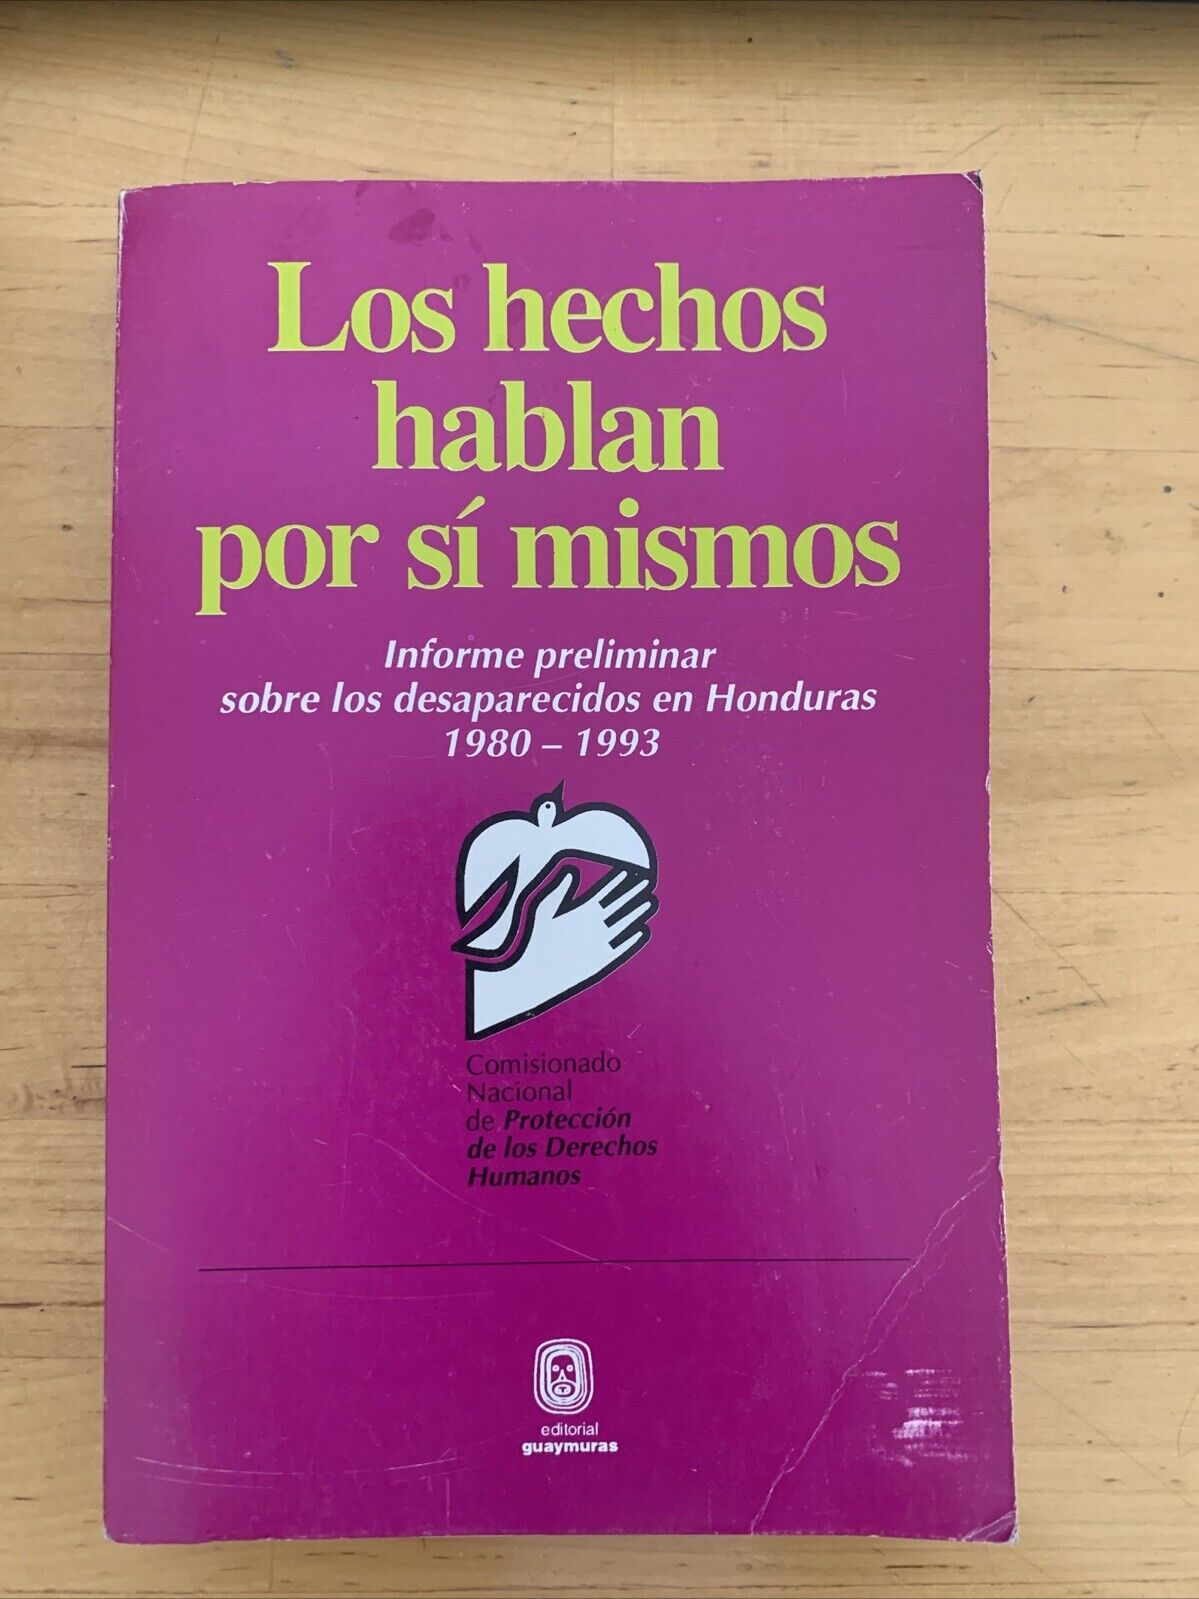 Los hechos
hablan
por sí mismos
Informe preliminar
sobre los desaparecidos en Honduras
1980 – 1993
Comisionado
Nacional
de Protección
de los Derechos
Humanos
editorial
guaymuras